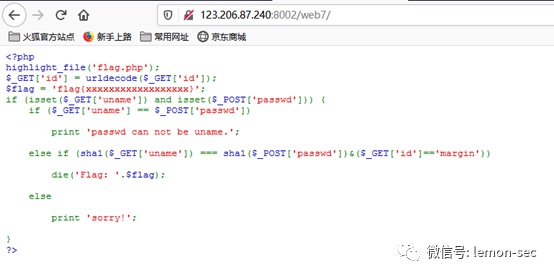 123.206.87.240:8002/web7/
火狐官方站点 新手上路 常用网址 京东商城
<?php
highlight_file('flag.php');
$_GET['id'] = urldecode($_GET['id']);
$flag = 'flag{xxxxxxxxxxxxxxxxxx}';
if (isset($_GET['uname']) and isset($_POST['passwd'])) {
    if ($_GET['uname'] == $_POST['passwd'])
        print 'passwd can not be uname.';
    else if (sha1($_GET['uname']) === sha1($_POST['passwd'])&($_GET['id']=='margin'))
        die('Flag: '.$flag);
    else
        print 'sorry!';
}
?>
微信号: lemon-sec